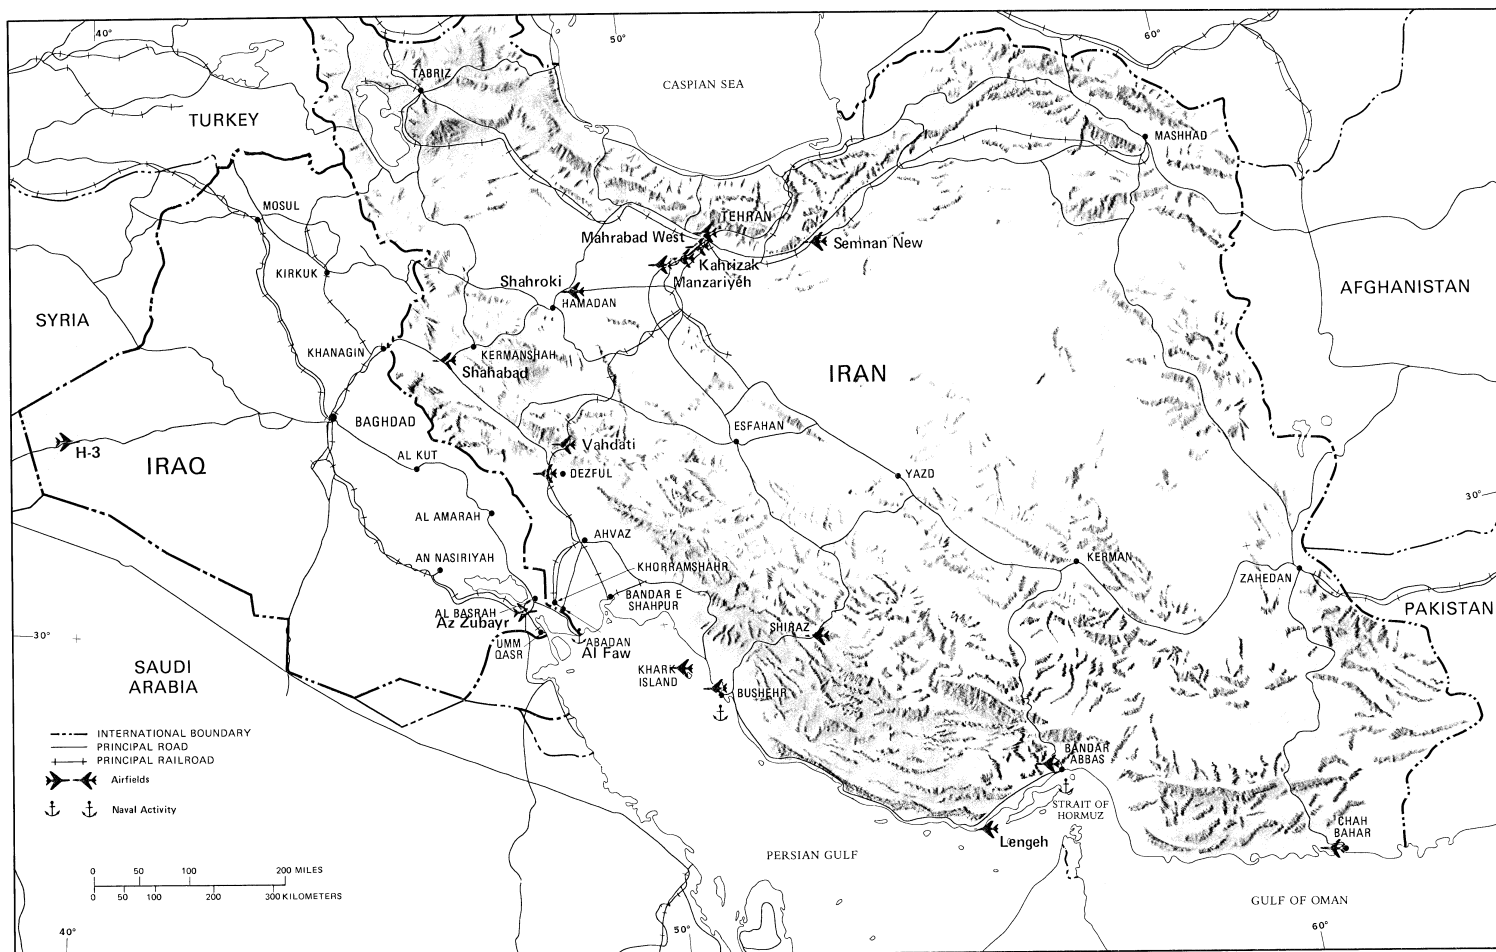 40°
50°
60°
CASPIAN SEA
TABRIZ
TURKEY
MASHHAD
MOSUL
TEHRAN
Mahrabad West
Semnan New
Kahrizak
KIRKUK
Shahroki
Manzariyeh
HAMADAN
AFGHANISTAN
SYRIA
KHANAGIN
KERMANSHAH
Shahabad
IRAN
BAGHDAD
ESFAHAN
Vahdati
H-3
AL KUT
IRAQ
DEZFUL
YAZD
30°
AL AMARAH
AHVAZ
AN NASIRIYAH
KERMAN
KHORRAMSHAHR
ZAHEDAN
BANDAR E
SHAHPUR
PAKISTAN
AL BASRAH
Az Zubayr
SHIRAZ
30°
UMM
QASR
ABADAN
Al Faw
SAUDI
ARABIA
KHARK
ISLAND
BUSHEHR
INTERNATIONAL BOUNDARY
PRINCIPAL ROAD
PRINCIPAL RAILROAD
Airfields
Naval Activity
BANDAR
ABBAS
STRAIT OF
HORMUZ
CHAH
BAHAR
Lengeh
PERSIAN GULF
0 50 100 200 MILES
0 50 100 200 300 KILOMETERS
GULF OF OMAN
40°
50°
60°